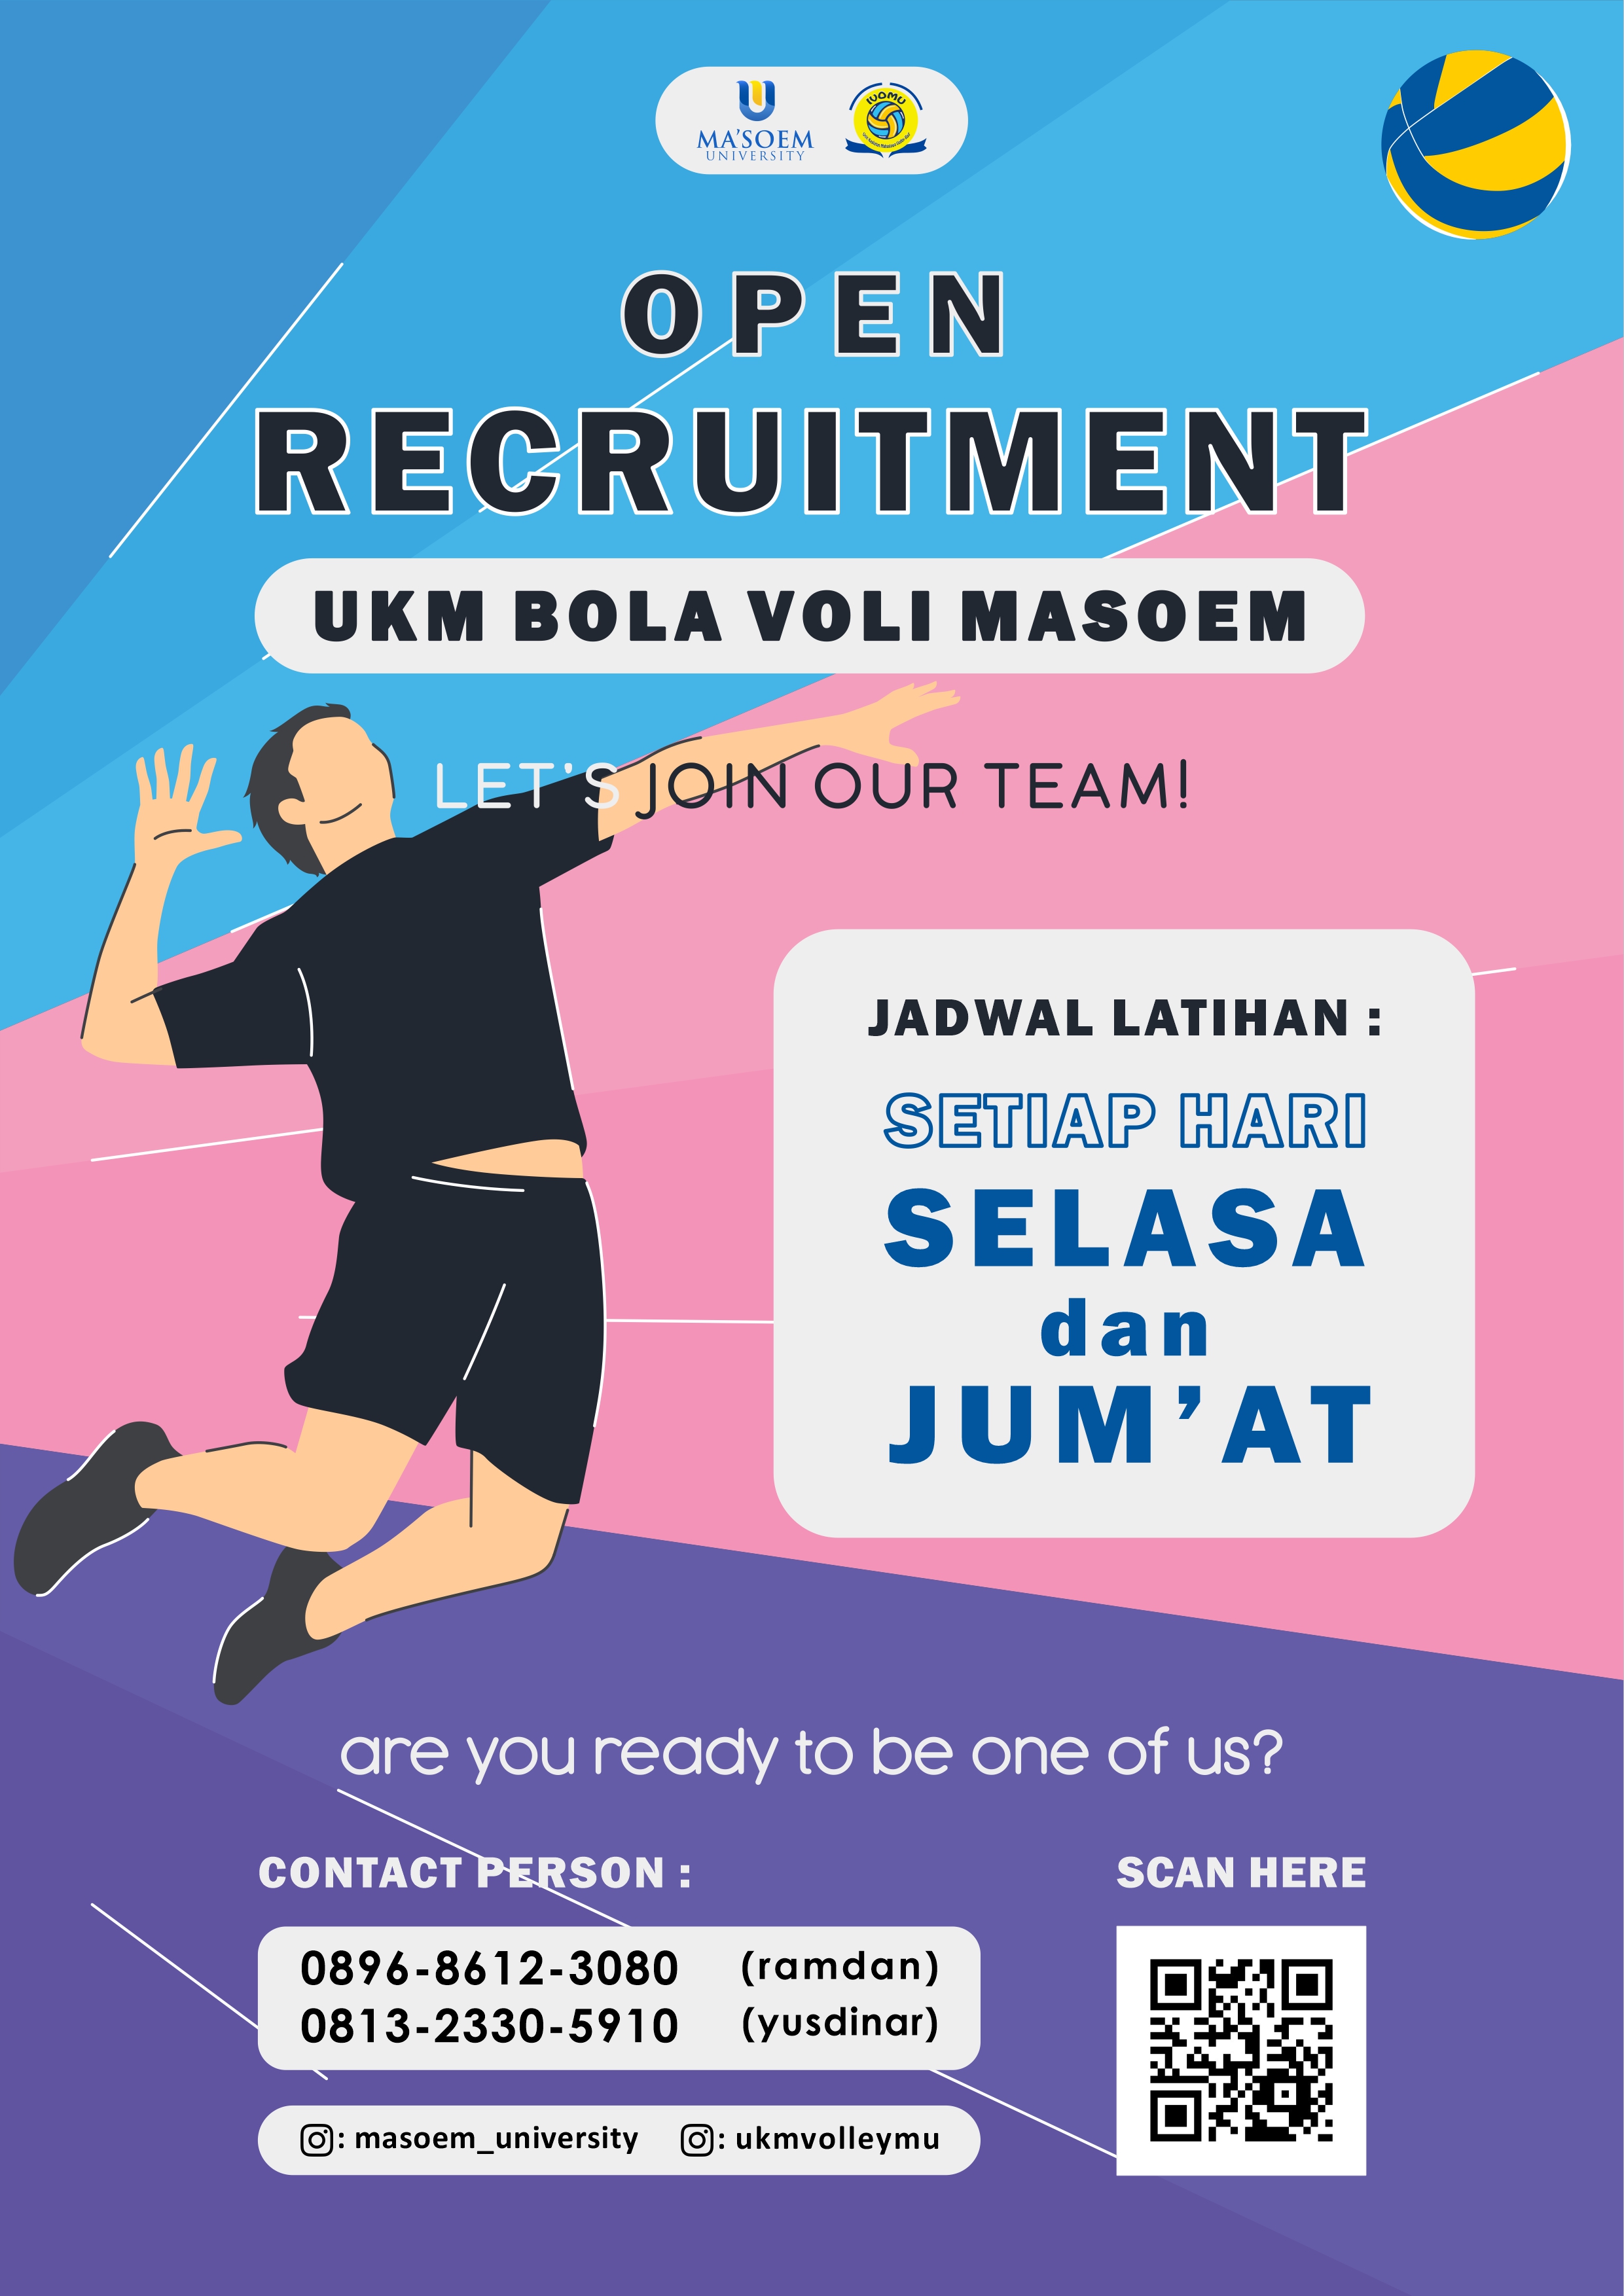 MA'SOEM
UNIVERSITY
IVOMU
OPEN
RECRUITMENT
UKM BOLA VOLI MASOEM
LET'S JOIN OUR TEAM!
JADWAL LATIHAN :
SETIAP HARI
SELASA
dan
JUM'AT
are you ready to be one of us?
CONTACT PERSON :
SCAN HERE
0896-8612-3080 (ramdan)
0813-2330-5910 (yusdinar)
: masoem_university : ukmvolleymu